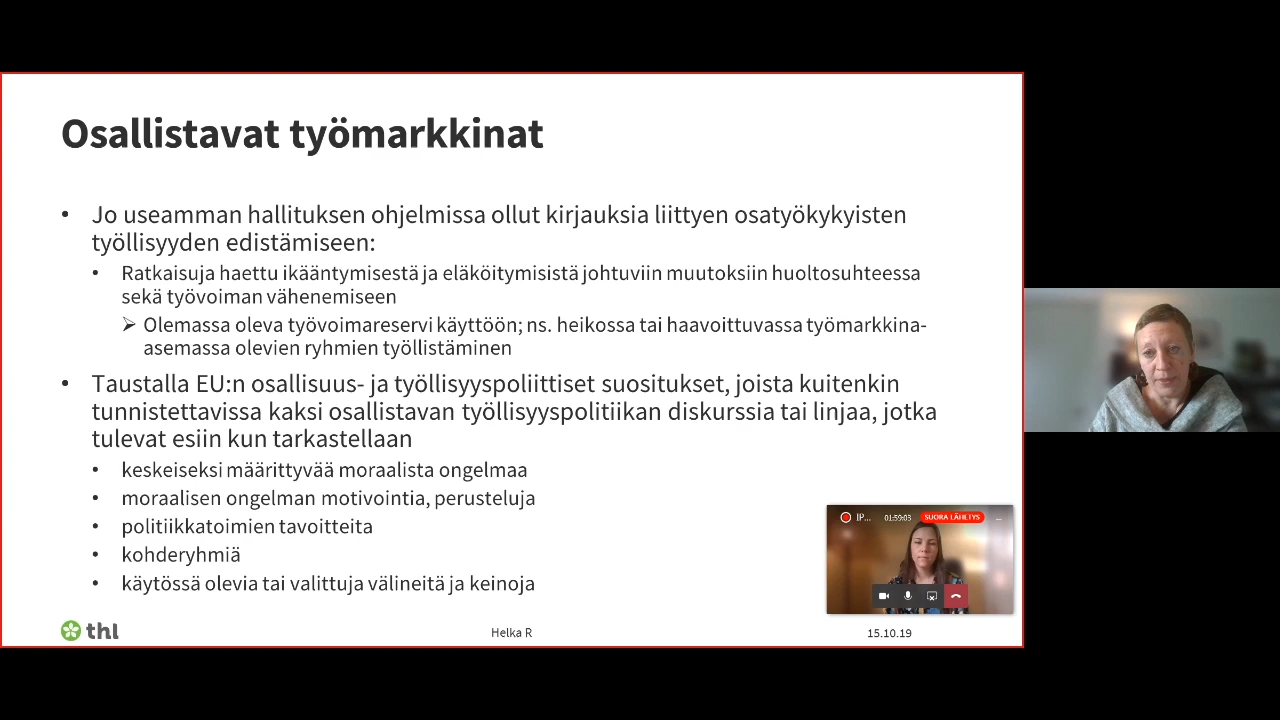 Osallistavat työmarkkinat
• Jo useamman hallituksen ohjelmissa ollut kirjauksia liittyen osatyökykyisten
työllisyyden edistämiseen:
• Ratkaisuja haettu ikääntymisestä ja eläköitymisistä johtuviin muutoksiin huoltosuhteessa
sekä työvoiman vähenemiseen
➢ Olemassa oleva työvoimareservi käyttöön; ns. heikossa tai haavoittuvassa työmarkkina-
asemassa olevien ryhmien työllistäminen
• Taustalla EU:n osallisuus- ja työllisyyspoliittiset suositukset, joista kuitenkin
tunnistettavissa kaksi osallistavan työllisyyspolitiikan diskurssia tai linjaa, jotka
tulevat esiin kun tarkastellaan
• keskeiseksi määrittyvää moraalista ongelmaa
• moraalisen ongelman motivointia, perusteluja
• politiikkatoimien tavoitteita
• kohderyhmiä
• käytössä olevia tai valittuja välineitä ja keinoja
IP... 01:59:03 SUORA LÄHETYS
thl
Helka R
15.10.19